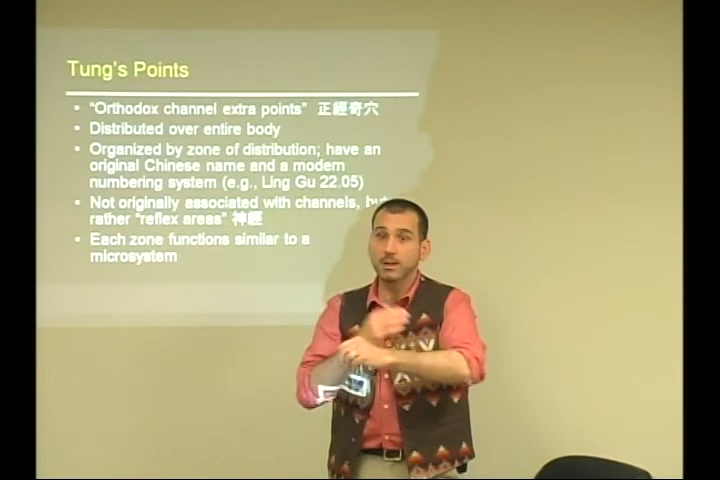 Tung's Points
• "Orthodox channel extra points" 正經奇穴
• Distributed over entire body
• Organized by zone of distribution; have an
original Chinese name and a modern
numbering system (e.g., Ling Gu 22.05)
• Not originally associated with channels, but
rather "reflex areas" 神經
• Each zone functions similar to a
microsystem